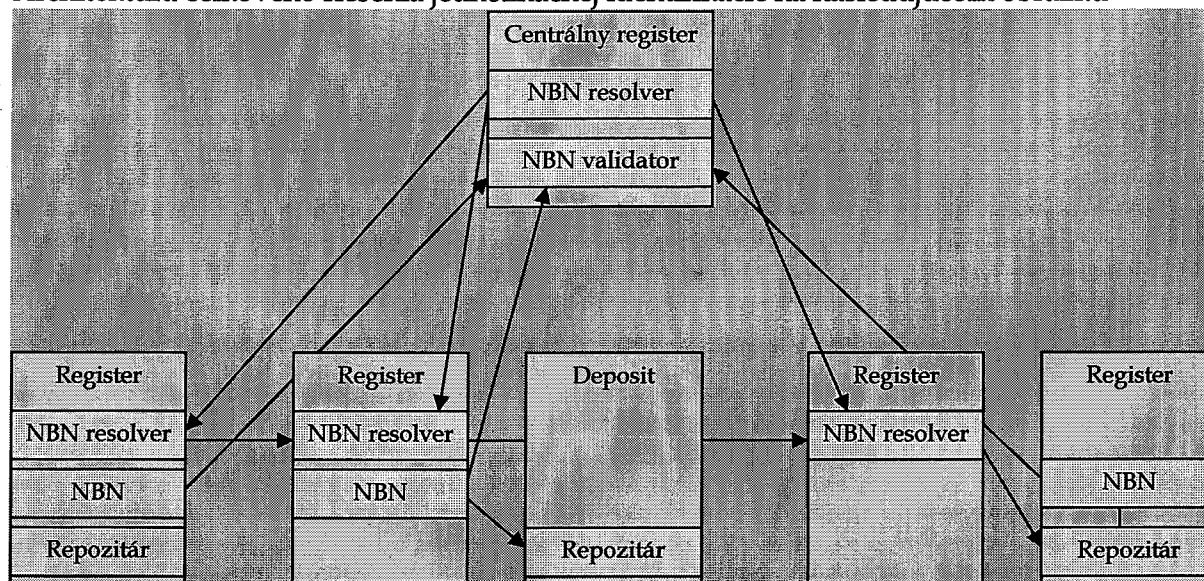 Centrálny register
NBN resolver
NBN validator
Register
NBN resolver
NBN
Repozitár
Register
NBN resolver
NBN
Deposit
Repozitár
Register
NBN resolver
Register
NBN
Repozitár